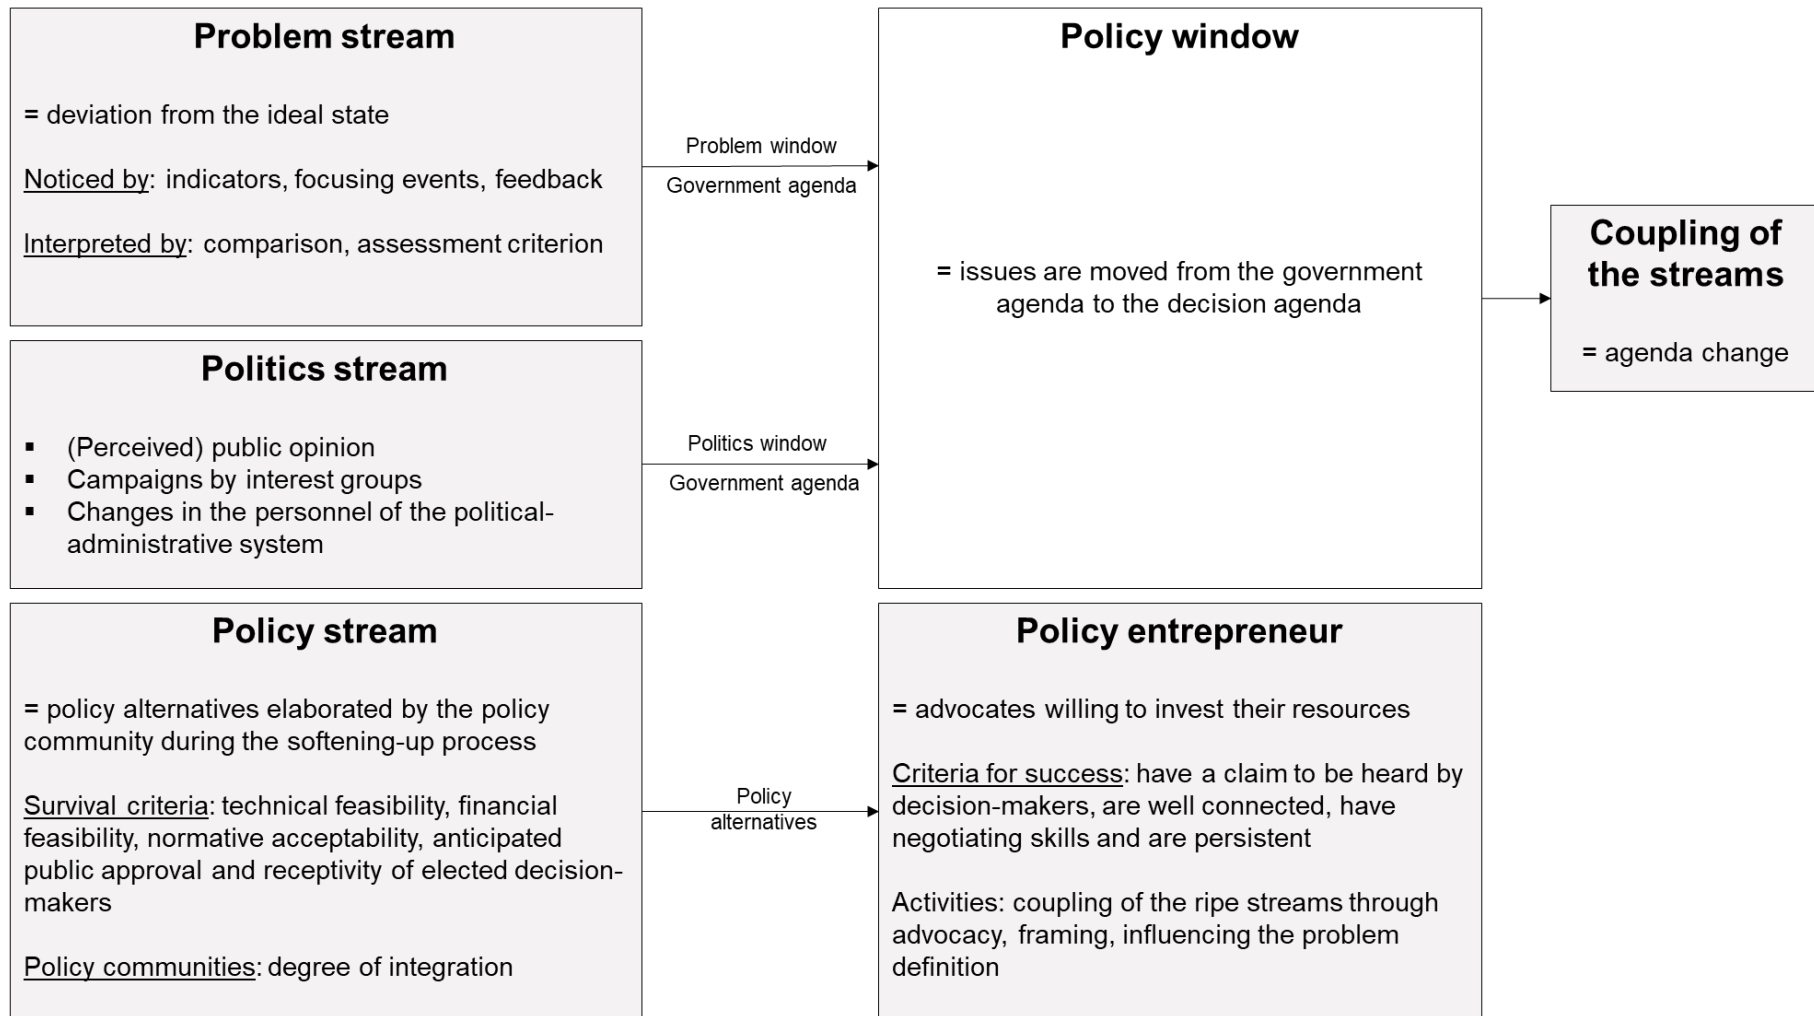 Problem stream
= deviation from the ideal state
Noticed by: indicators, focusing events, feedback
Interpreted by: comparison, assessment criterion
Problem window
Government agenda
Policy window
= issues are moved from the government
agenda to the decision agenda
Coupling of
the streams
= agenda change
Politics stream
▪ (Perceived) public opinion
▪ Campaigns by interest groups
▪ Changes in the personnel of the political-
administrative system
Politics window
Government agenda
Policy stream
= policy alternatives elaborated by the policy
community during the softening-up process
Survival criteria: technical feasibility, financial
feasibility, normative acceptability, anticipated
public approval and receptivity of elected decision-
makers
Policy communities: degree of integration
Policy
alternatives
Policy entrepreneur
= advocates willing to invest their resources
Criteria for success: have a claim to be heard by
decision-makers, are well connected, have
negotiating skills and are persistent
Activities: coupling of the ripe streams through
advocacy, framing, influencing the problem
definition